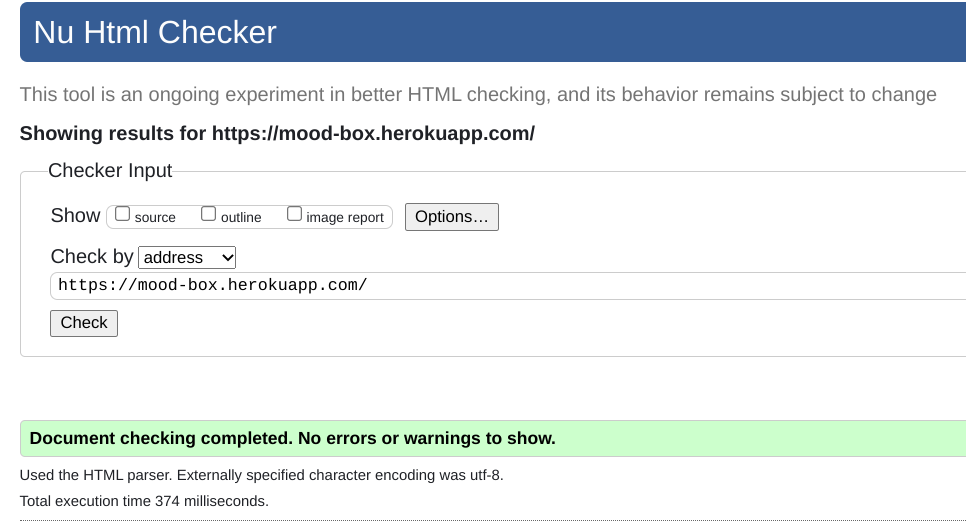 Nu Html Checker
This tool is an ongoing experiment in better HTML checking, and its behavior remains subject to change
Showing results for https://mood-box.herokuapp.com/
Checker Input
Show source outline image report Options…
Check by address
https://mood-box.herokuapp.com/
Check
Document checking completed. No errors or warnings to show.
Used the HTML parser. Externally specified character encoding was utf-8.
Total execution time 374 milliseconds.